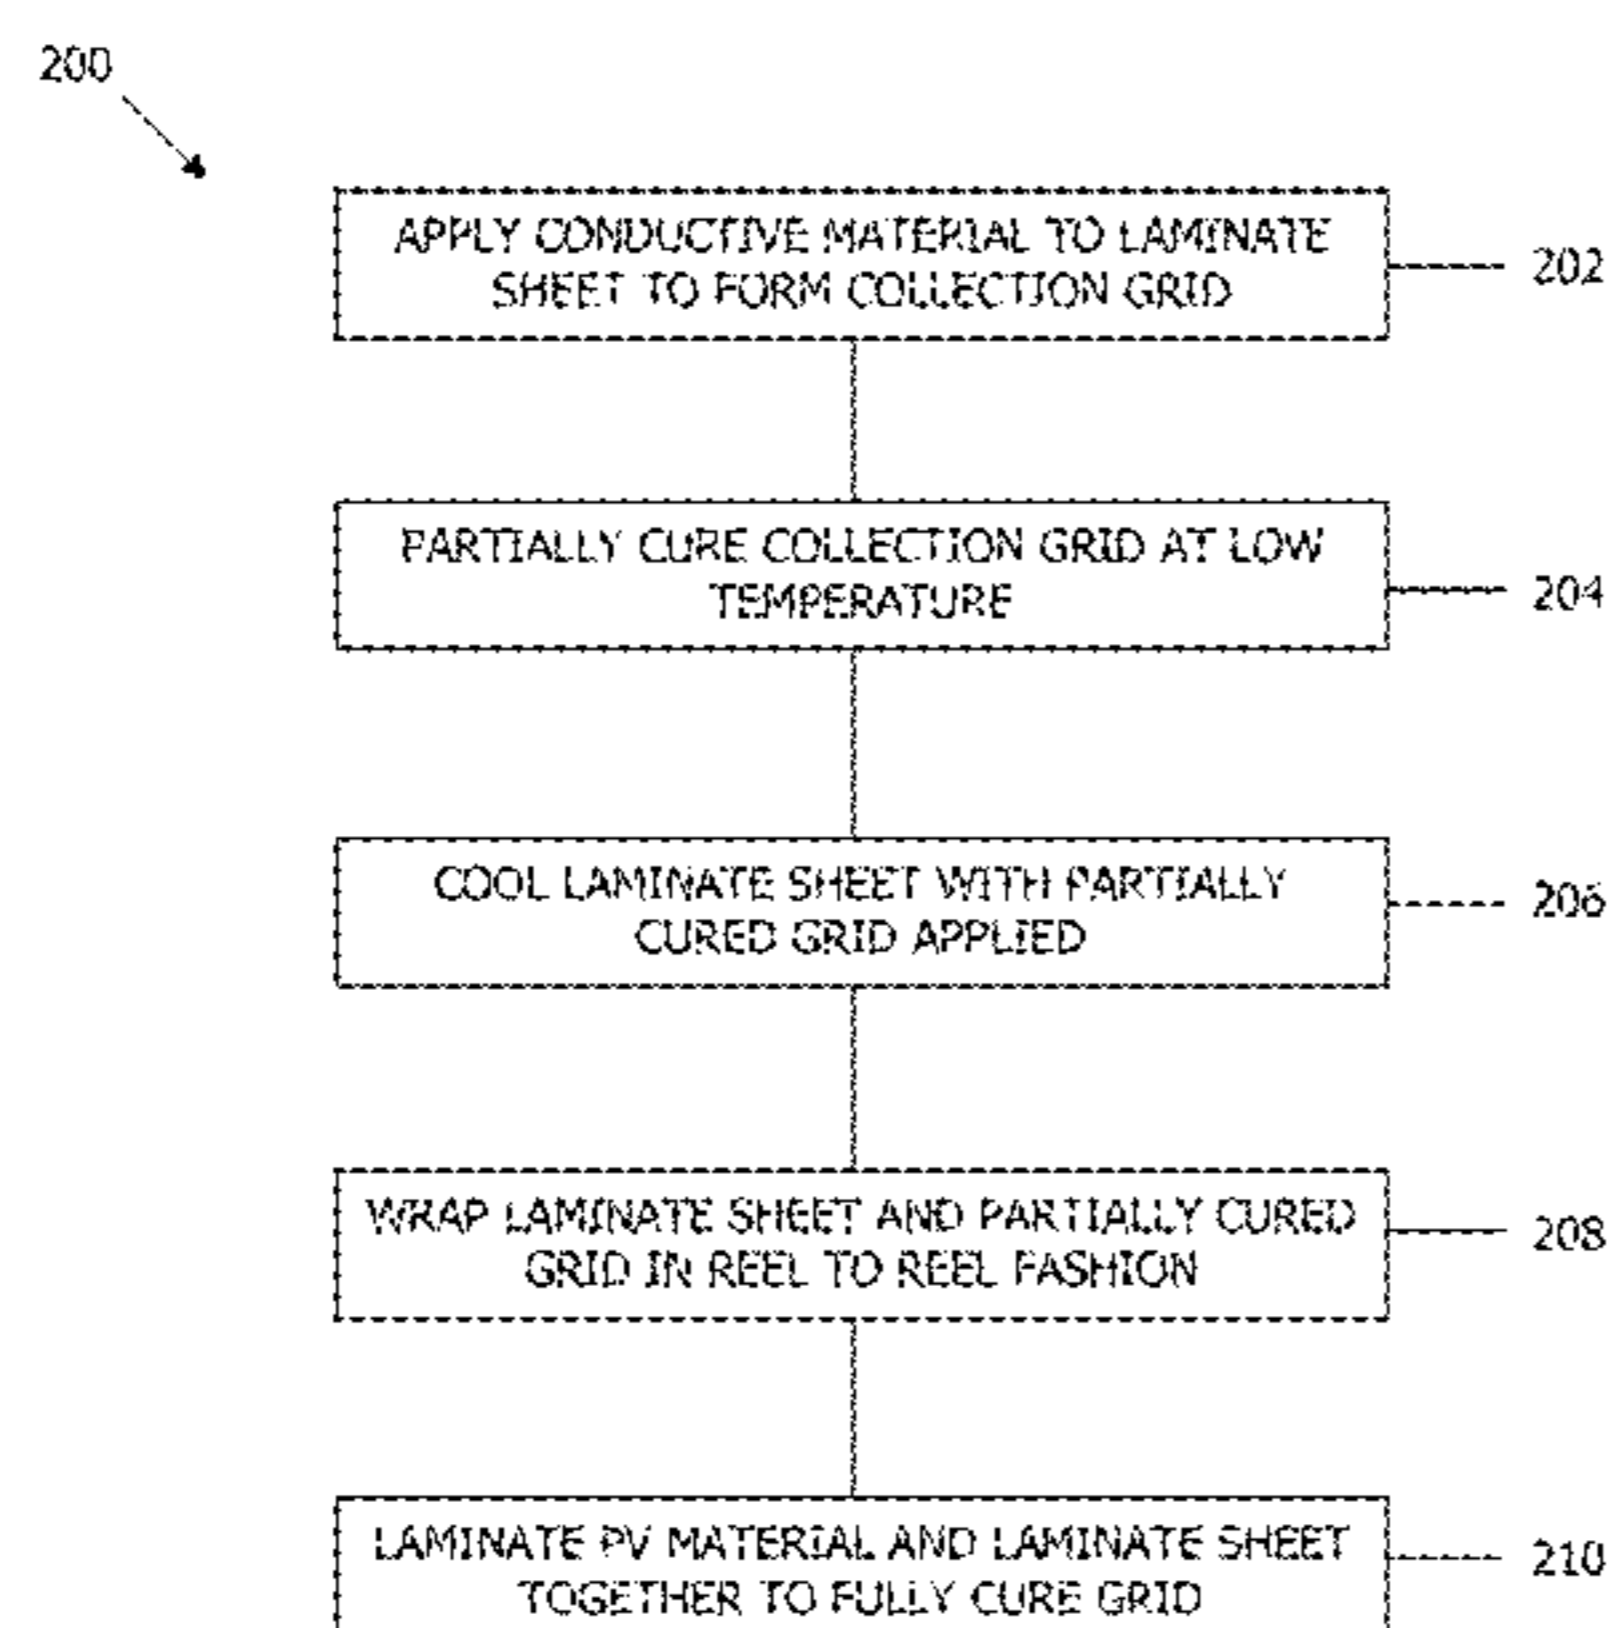 200
APPLY CONDUCTIVE MATERIAL TO LAMINATE
SHEET TO FORM COLLECTION GRID
202
PARTIALLY CURE COLLECTION GRID AT LOW
TEMPERATURE
204
COOL LAMINATE SHEET WITH PARTIALLY
CURED GRID APPLIED
206
WRAP LAMINATE SHEET AND PARTIALLY CURED
GRID IN REEL TO REEL FASHION
208
LAMINATE PV MATERIAL AND LAMINATE SHEET
TOGETHER TO FULLY CURE GRID
210